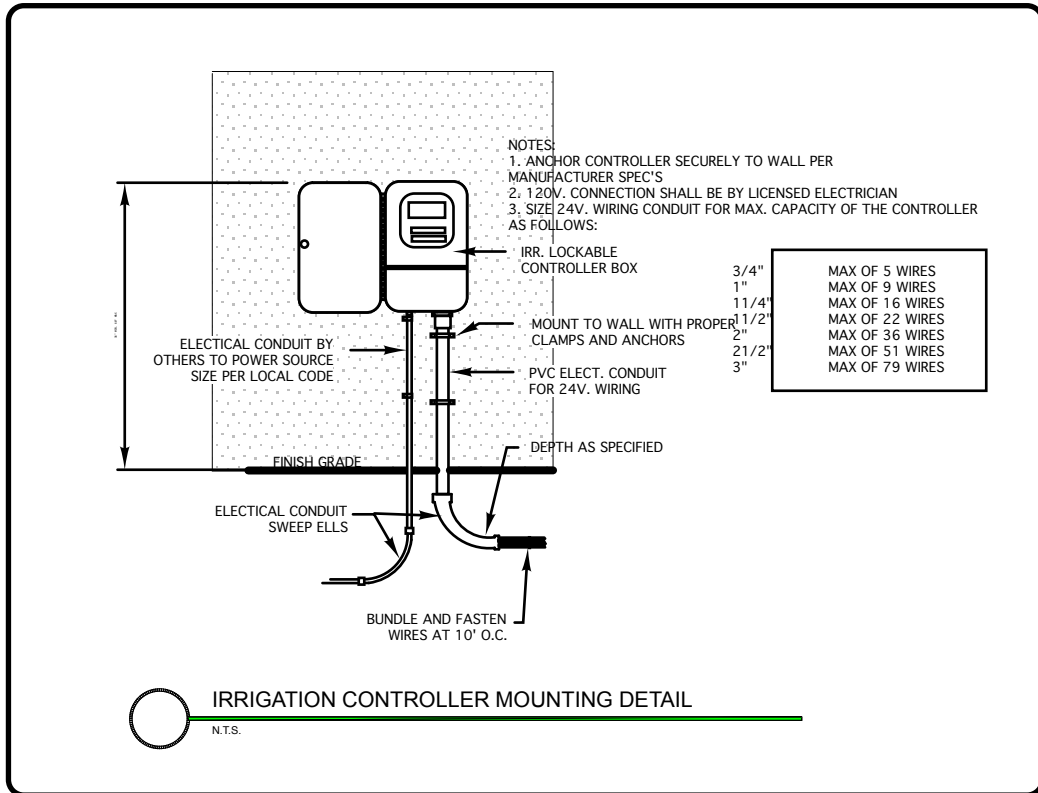 NOTES:
1. ANCHOR CONTROLLER SECURELY TO WALL PER
MANUFACTURER SPEC'S
2. 120V. CONNECTION SHALL BE BY LICENSED ELECTRICIAN
3. SIZE 24V. WIRING CONDUIT FOR MAX. CAPACITY OF THE CONTROLLER
AS FOLLOWS:
3/4" MAX OF 5 WIRES
1" MAX OF 9 WIRES
11/4" MAX OF 16 WIRES
11/2" MAX OF 22 WIRES
2" MAX OF 36 WIRES
21/2" MAX OF 51 WIRES
3" MAX OF 79 WIRES
IRR. LOCKABLE
CONTROLLER BOX
MOUNT TO WALL WITH PROPER
CLAMPS AND ANCHORS
ELECTICAL CONDUIT BY
OTHERS TO POWER SOURCE
SIZE PER LOCAL CODE
PVC ELECT. CONDUIT
FOR 24V. WIRING
DEPTH AS SPECIFIED
FINISH GRADE
ELECTICAL CONDUIT
SWEEP ELLS
BUNDLE AND FASTEN
WIRES AT 10' O.C.
IRRIGATION CONTROLLER MOUNTING DETAIL
N.T.S.